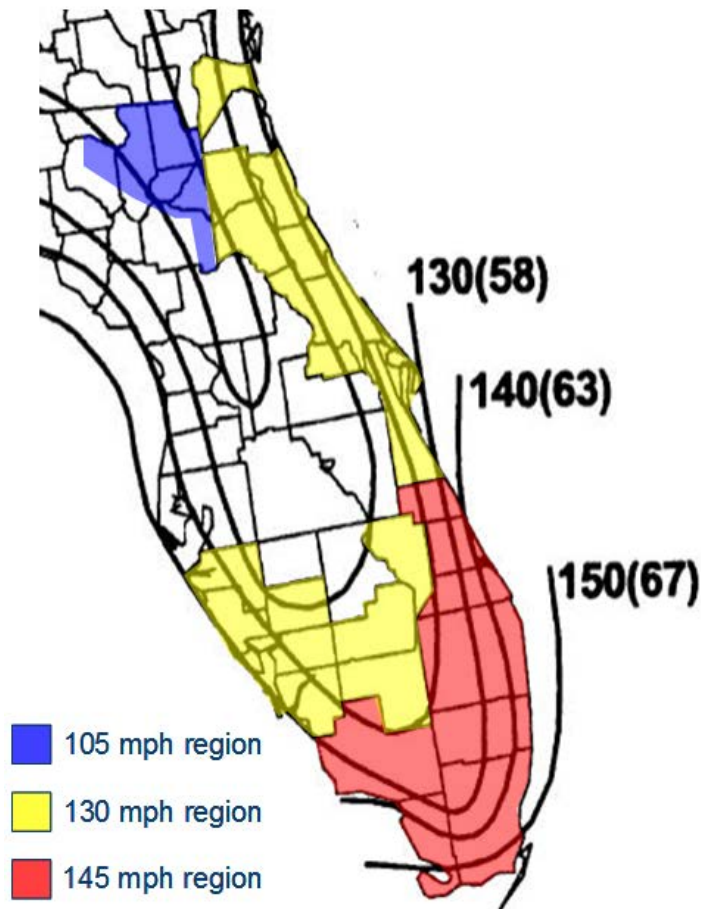 130(58)
140(63)
150(67)
105 mph region
130 mph region
145 mph region